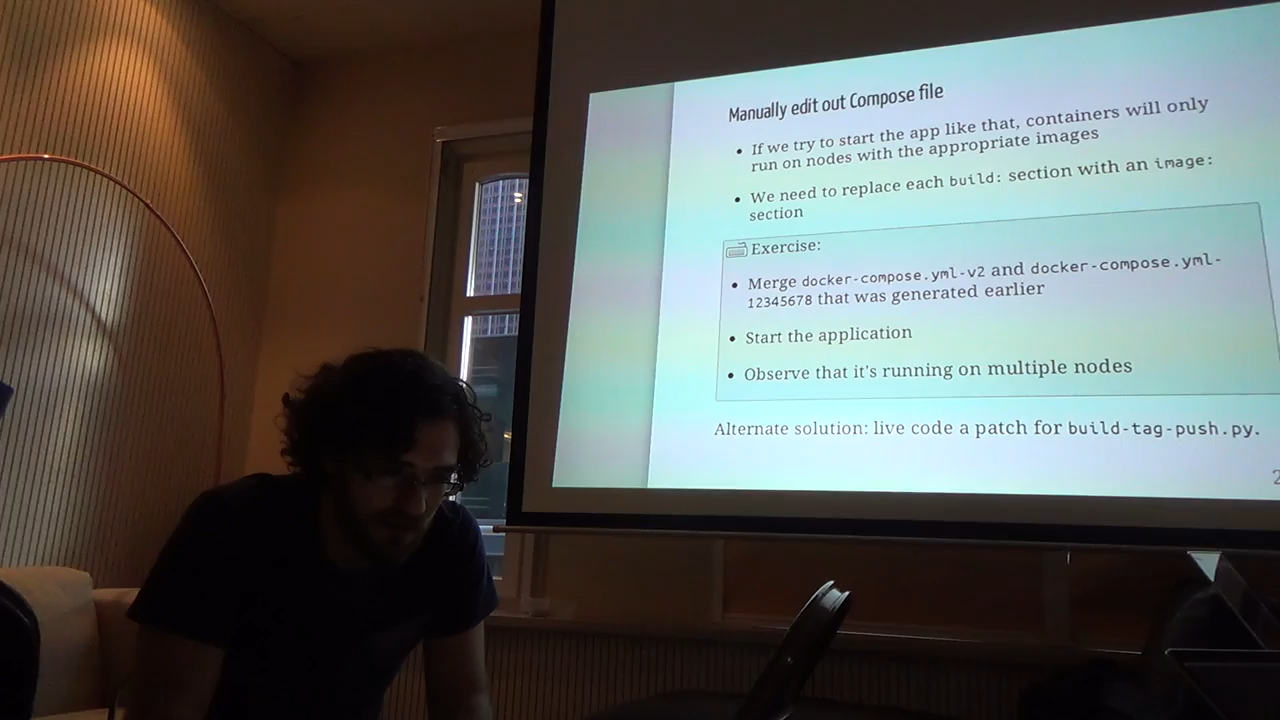 Manually edit out Compose file
• If we try to start the app like that, containers will only
run on nodes with the appropriate images
• We need to replace each build: section with an image:
section
Exercise:
• Merge docker-compose.yml-v2 and docker-compose.yml-
12345678 that was generated earlier
• Start the application
• Observe that it's running on multiple nodes
Alternate solution: live code a patch for build-tag-push.py.